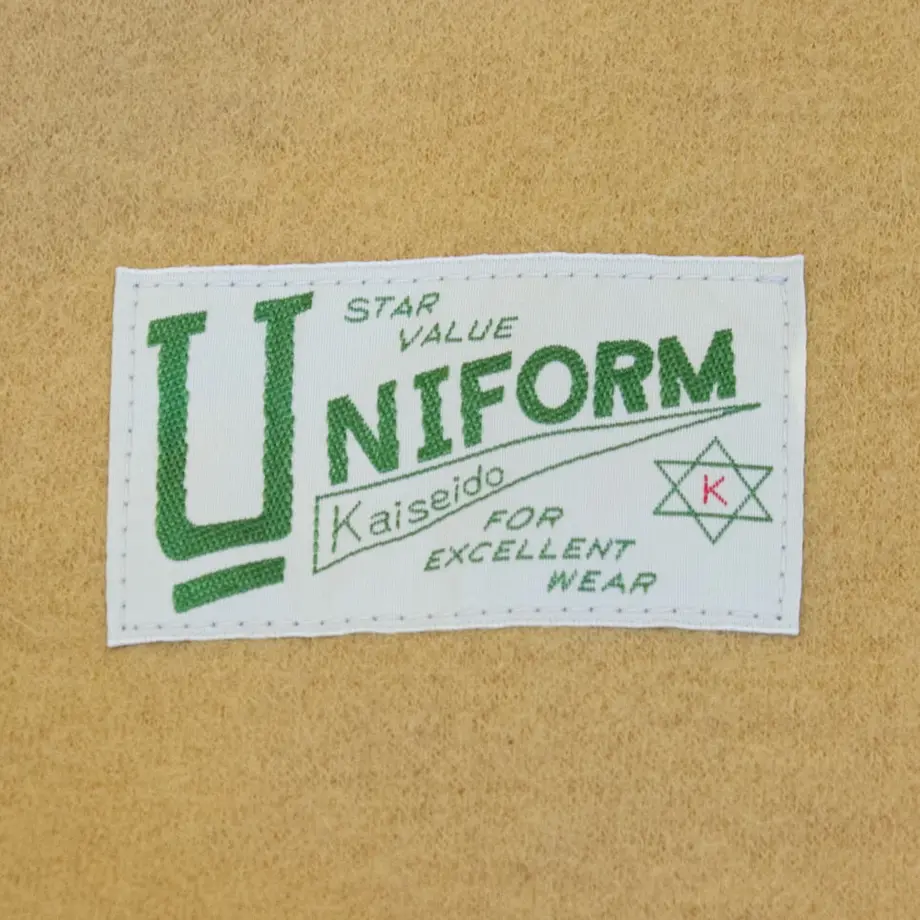 STAR
VALUE
UNIFORM
Kaiseido
K
FOR
EXCELLENT
WEAR